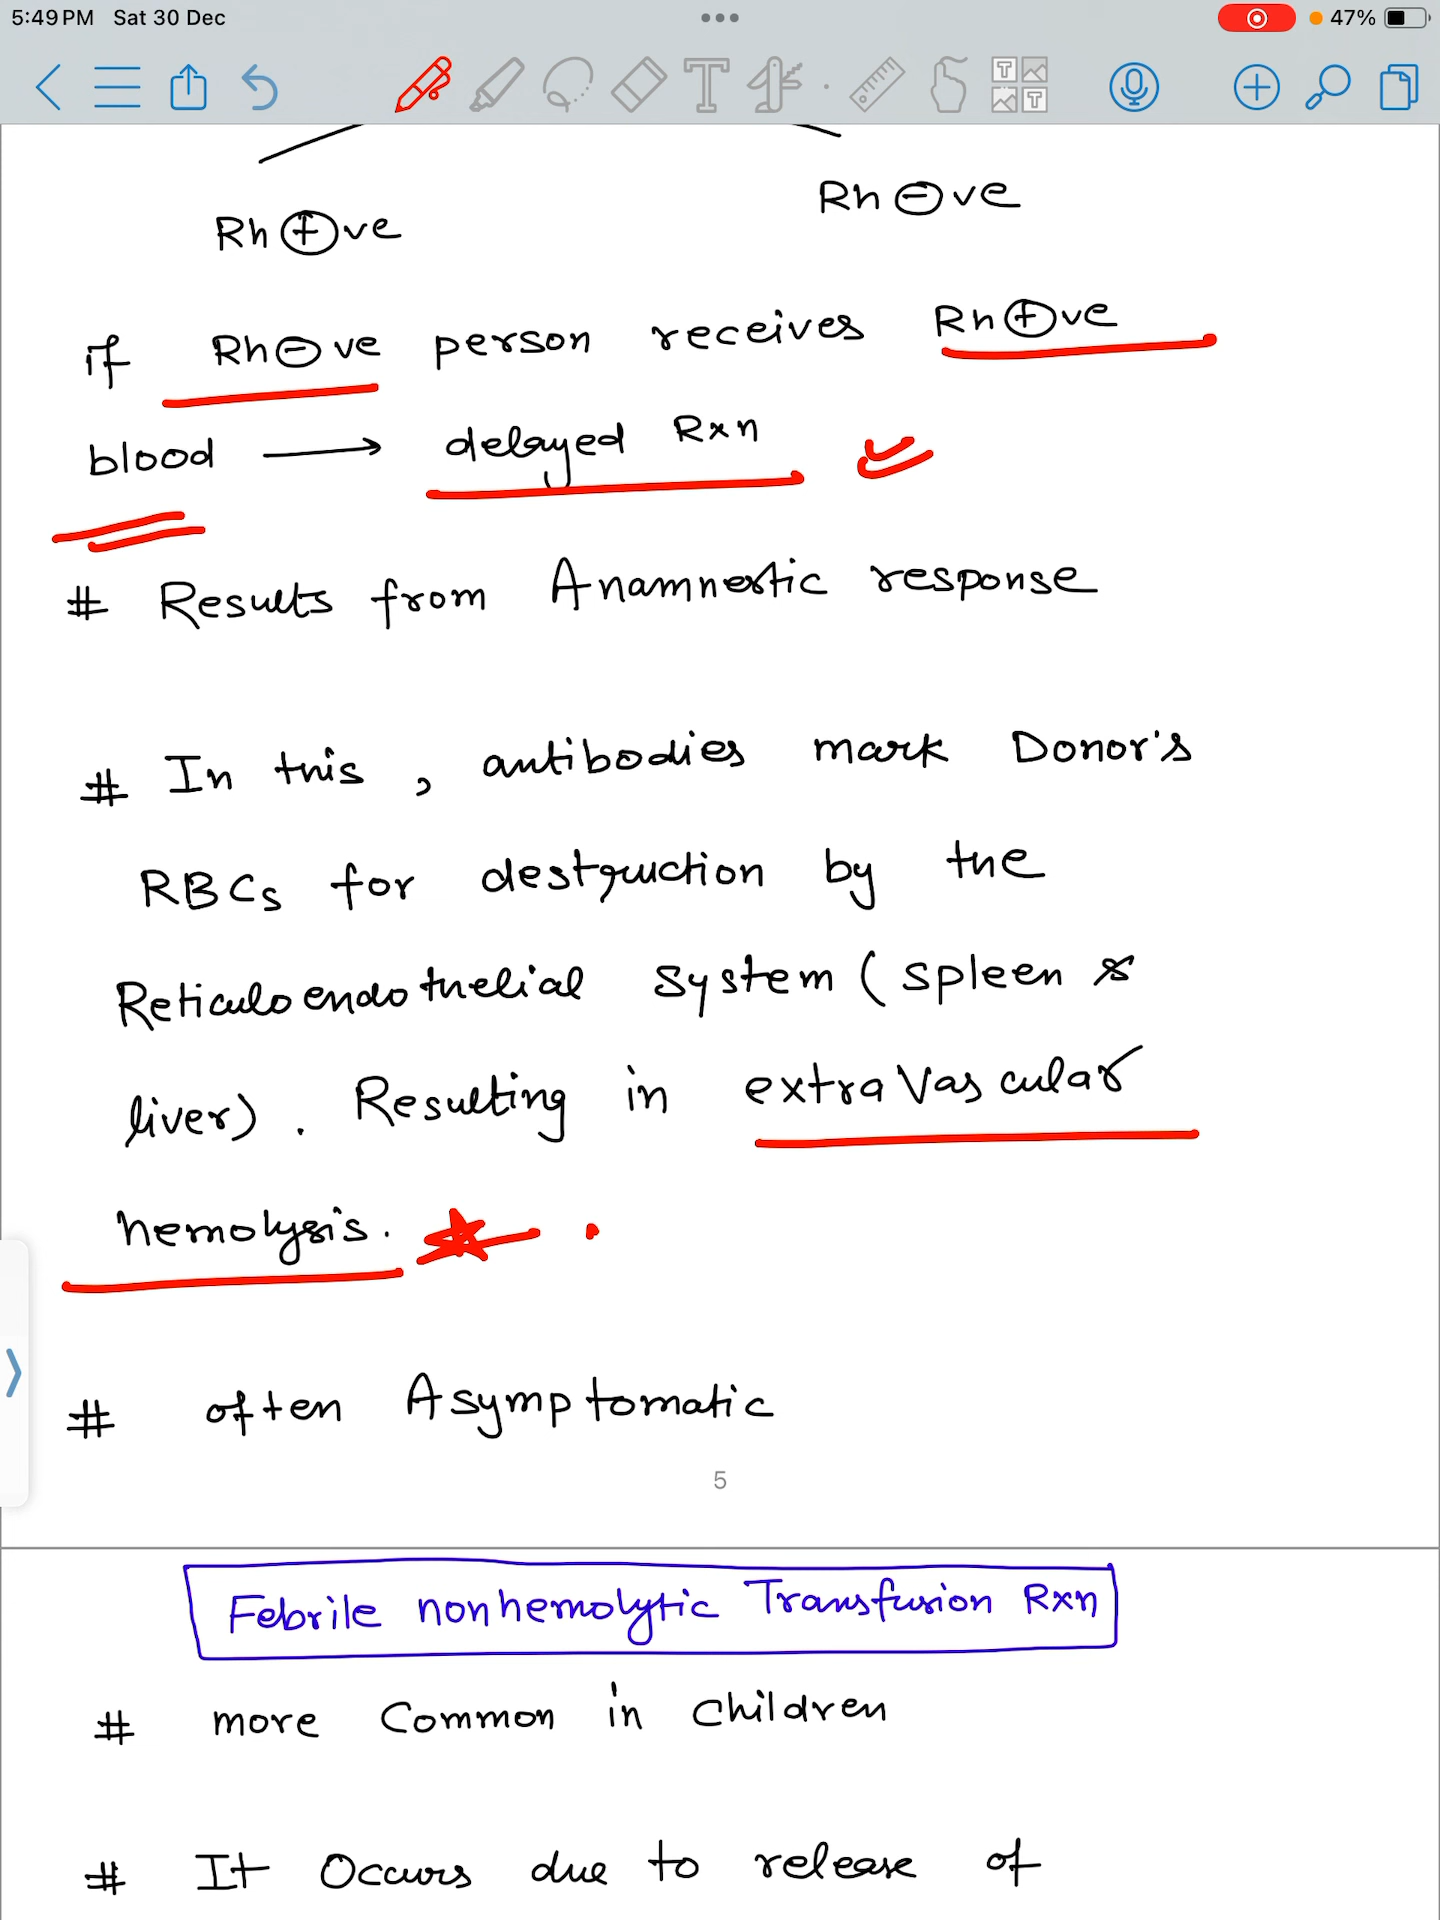 5:49 PM Sat 30 Dec
47%
Rh ⊕ve
Rh ⊖ve
if Rh⊖ve person receives Rh⊕ve
blood → delayed Rxn
# Results from Anamnestic response
# In this, antibodies mark Donor's
RBCs for destruction by the
Reticuloendothelial system (spleen &
liver). Resulting in extravascular
hemolysis.
# often Asymptomatic
5
Febrile nonhemolytic Transfusion Rxn
# more Common in children
# It Occurs due to release of